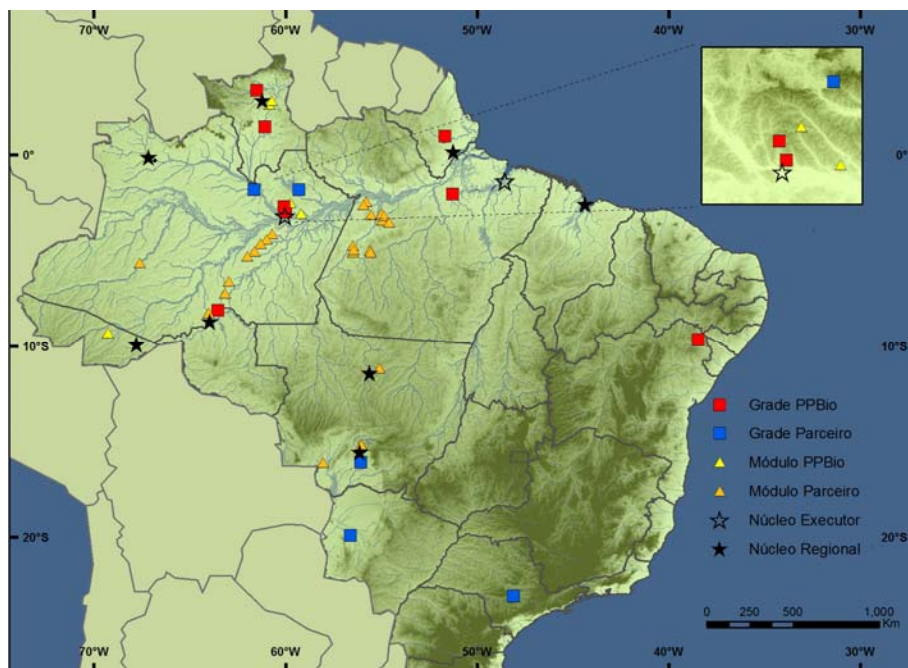 70°W 60°W 50°W 40°W 30°W
0°
10°S
20°S
0°
10°S
20°S
Grade PPBio
Grade Parceiro
Módulo PPBio
Módulo Parceiro
Núcleo Executor
Núcleo Regional
0 250 500 1,000
Km
70°W 60°W 50°W 40°W 30°W